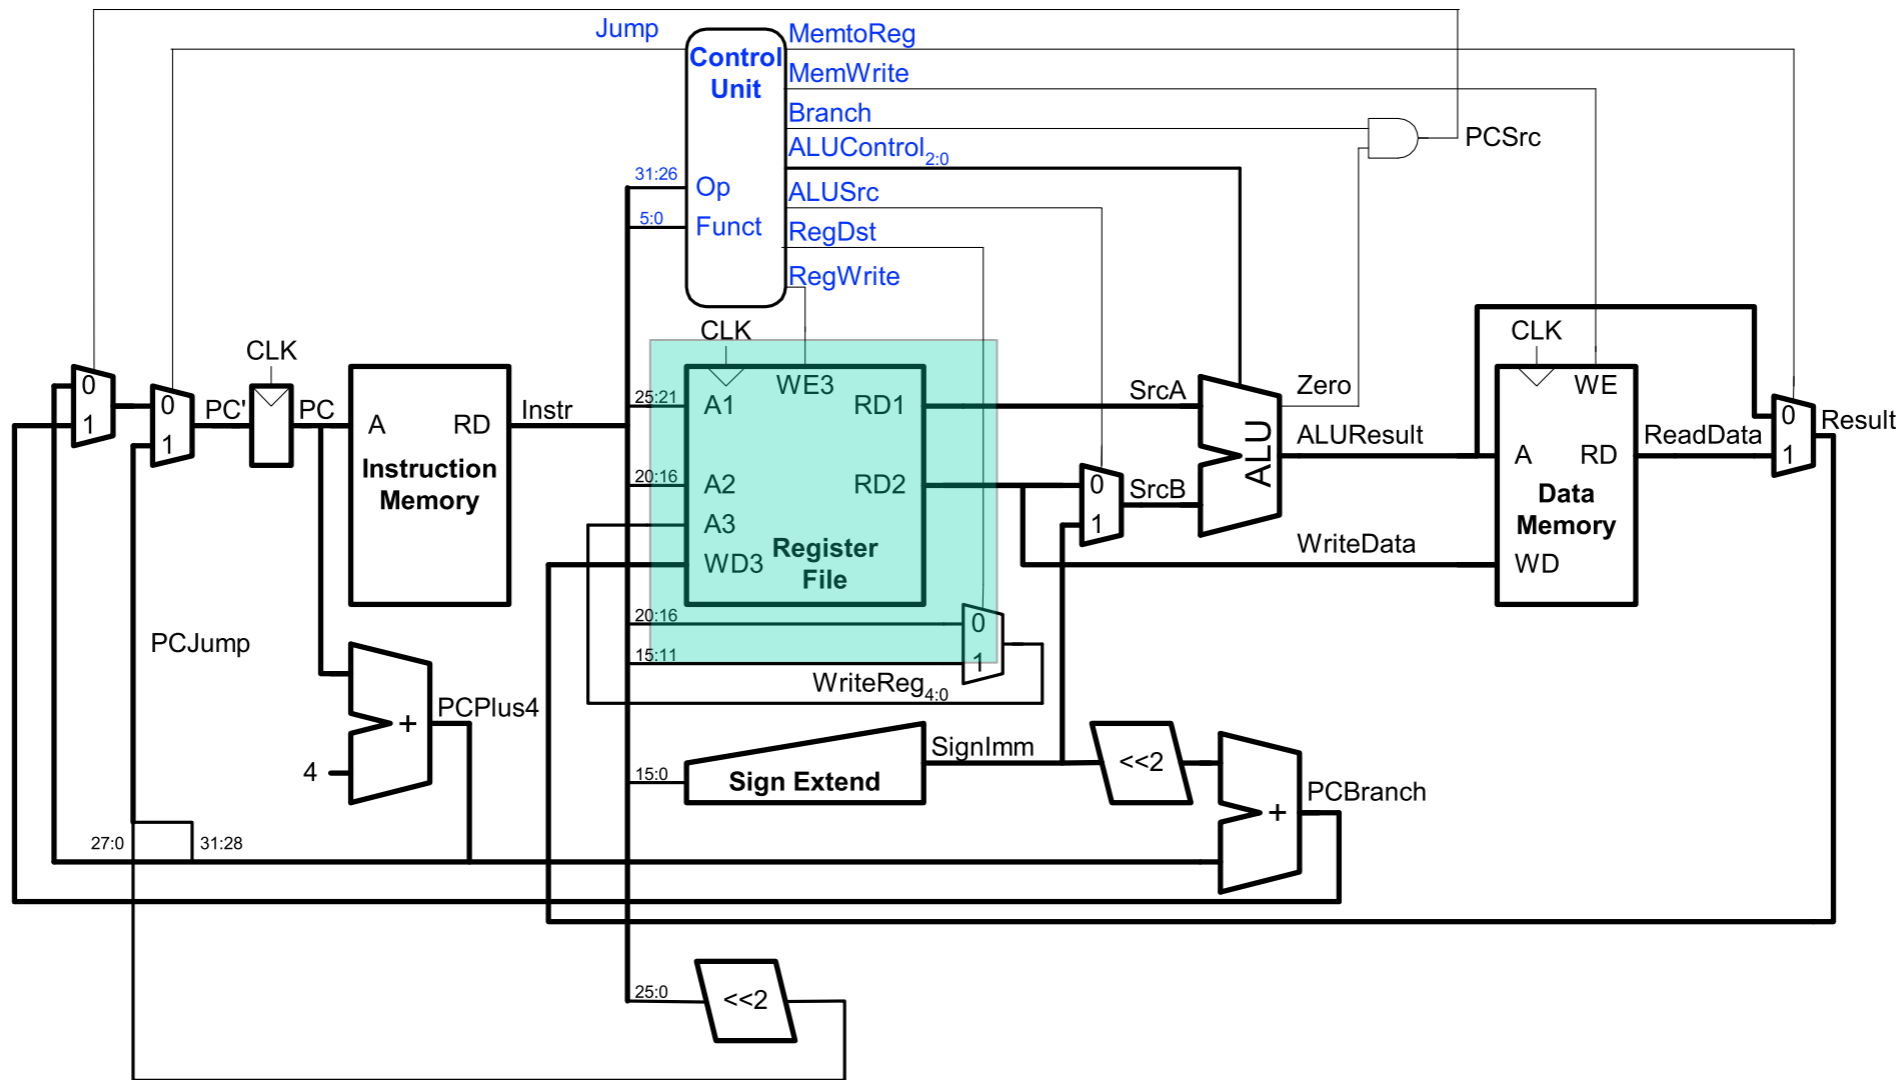 Jump
Control
Unit
MemtoReg
MemWrite
Branch
ALUControl2:0
ALUSrc
RegDst
RegWrite
31:26
Op
5:0
Funct
PCSrc
CLK
CLK
CLK
0
1
0
1
PC'
PC
A
RD
Instruction
Memory
Instr
25:21
A1
WE3
RD1
20:16
A2
RD2
A3
WD3
Register
File
20:16
0
15:11
1
WriteReg4:0
SrcA
0
1
SrcB
ALU
Zero
ALUResult
WriteData
WE
A
RD
Data
Memory
WD
ReadData
0
1
Result
PCJump
+
PCPlus4
4
15:0
Sign Extend
SignImm
<<2
+
PCBranch
27:0
31:28
25:0
<<2